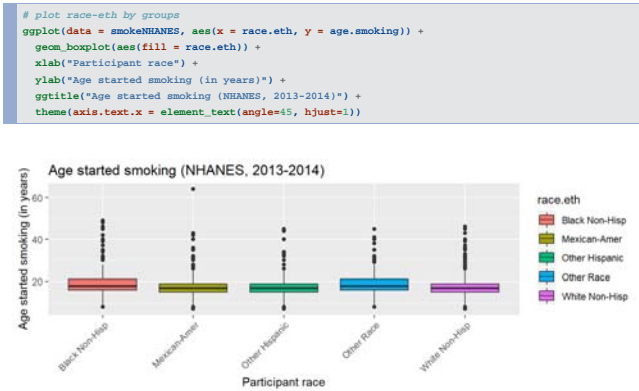 # plot race-eth by groups
ggplot(data = smokeNHANES, aes(x = race.eth, y = age.smoking)) +
geom_boxplot(aes(fill = race.eth)) +
xlab("Participant race") +
ylab("Age started smoking (in years)") +
ggtitle("Age started smoking (NHANES, 2013-2014)") +
theme(axis.text.x = element_text(angle=45, hjust=1))
Age started smoking (NHANES, 2013-2014)
Age started smoking (in years)
60
40
20
Black Non-Hisp
Mexican-Amer
Other Hispanic
Other Race
White Non-Hisp
Participant race
race.eth
Black Non-Hisp
Mexican-Amer
Other Hispanic
Other Race
White Non-Hisp